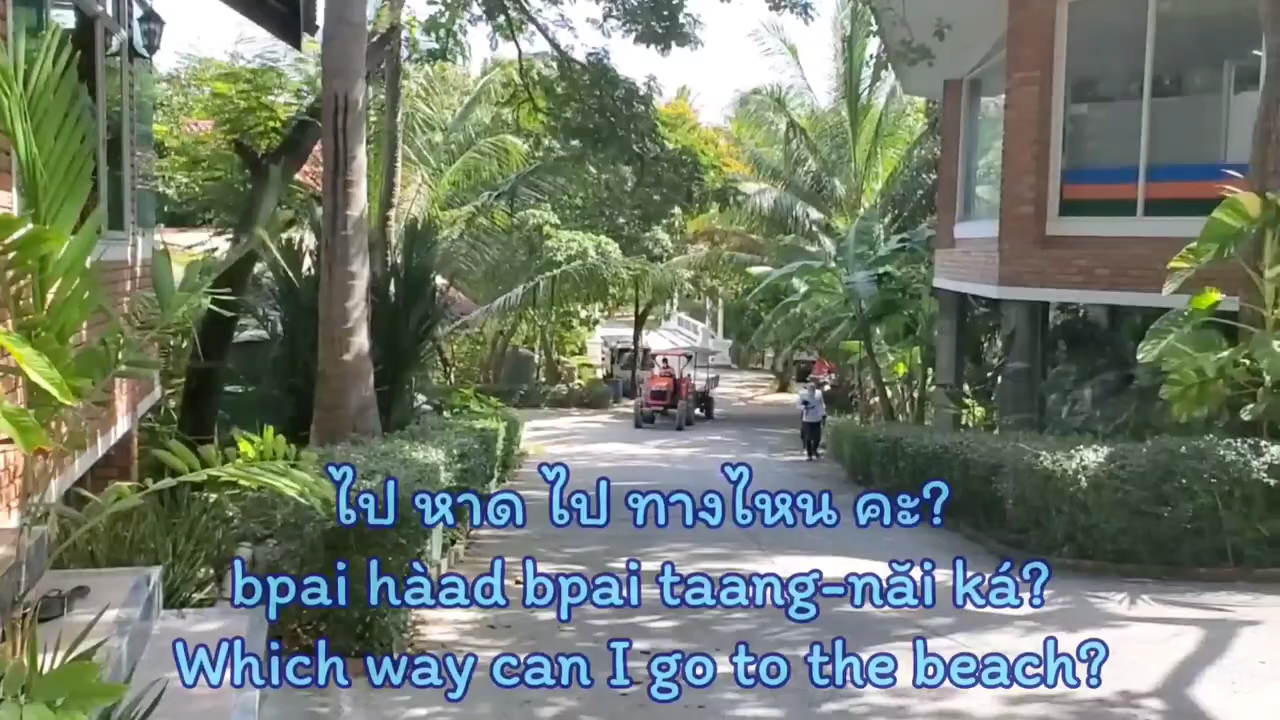 ไป หาด ไป ทางไหน คะ?
bpai hàad bpai taang-năi ká?
Which way can I go to the beach?